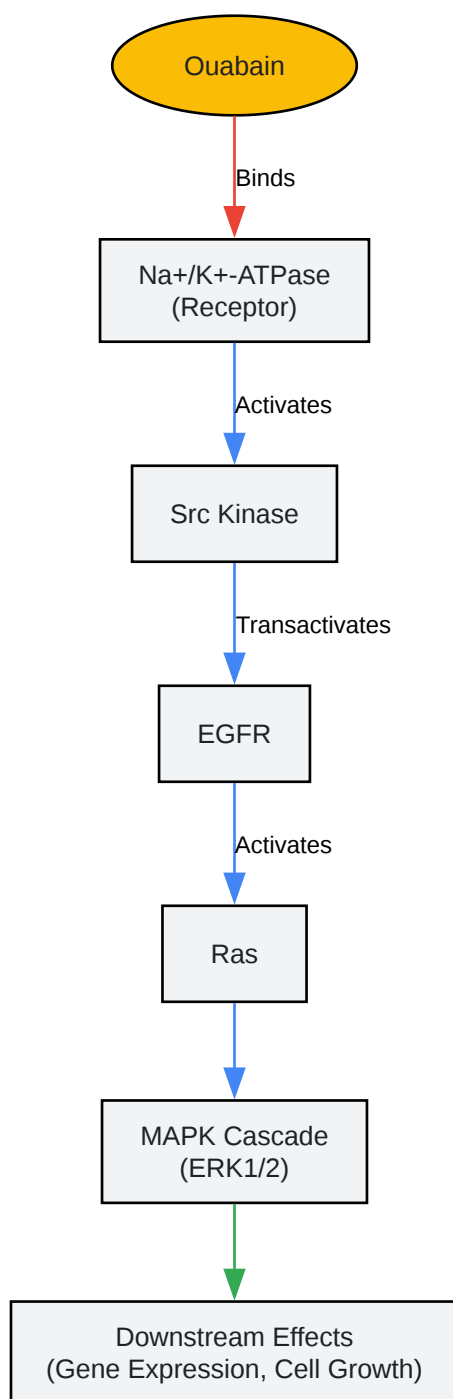 Ouabain
Binds
Na+/K+-ATPase
(Receptor)
Activates
Src Kinase
Transactivates
EGFR
Activates
Ras
MAPK Cascade
(ERK1/2)
Downstream Effects
(Gene Expression, Cell Growth)